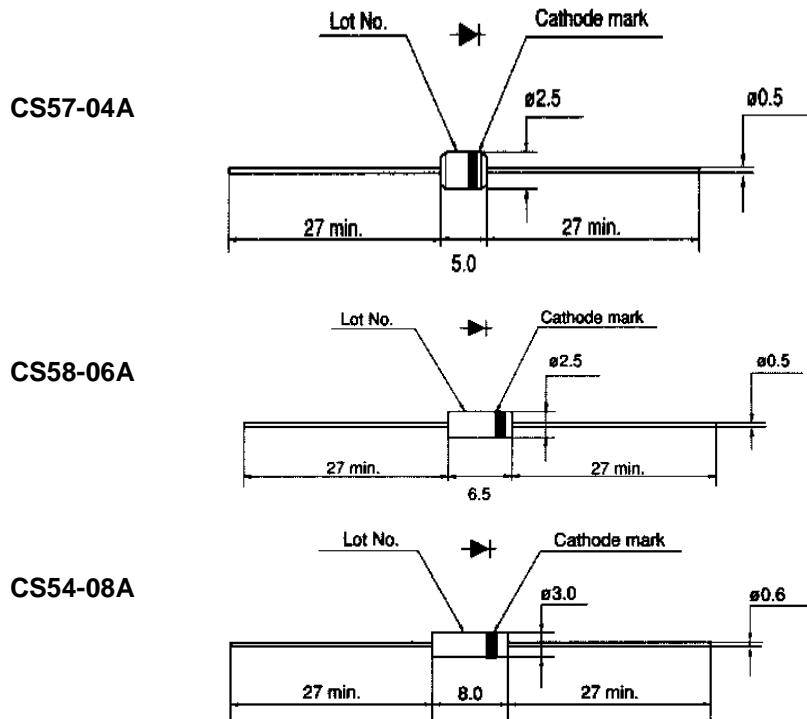 Lot No. Cathode mark
CS57-04A
ø2.5 ø0.5
27 min. 27 min.
5.0
Lot No. Cathode mark
CS58-06A
ø2.5 ø0.5
27 min. 27 min.
6.5
Lot No. Cathode mark
CS54-08A
ø3.0 ø0.6
27 min. 8.0 27 min.